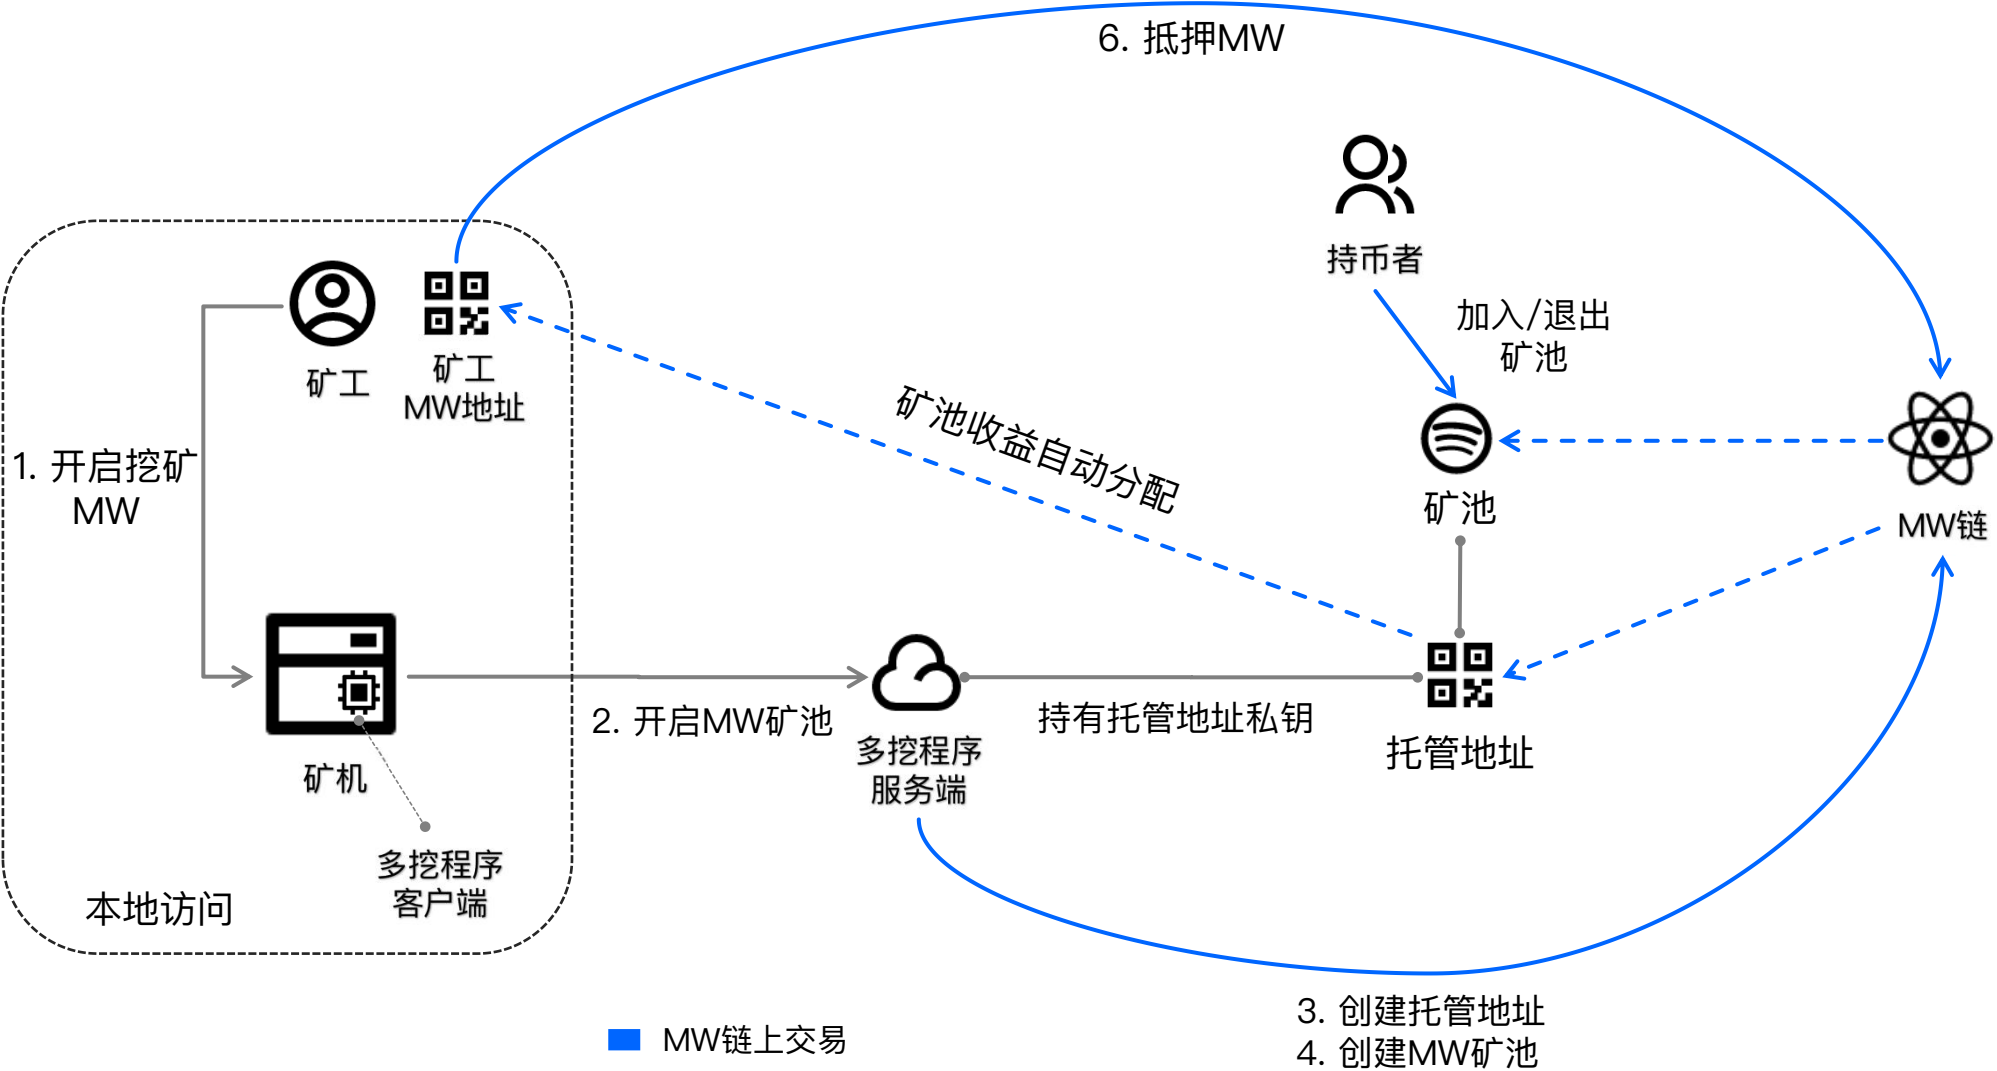 6. 抵押MW
持币者
加入/退出
矿池
矿工
矿工
MW地址
矿池收益自动分配
1. 开启挖矿
MW
矿池
MW链
2. 开启MW矿池
持有托管地址私钥
多挖程序
服务端
托管地址
矿机
多挖程序
客户端
本地访问
3. 创建托管地址
4. 创建MW矿池
MW链上交易